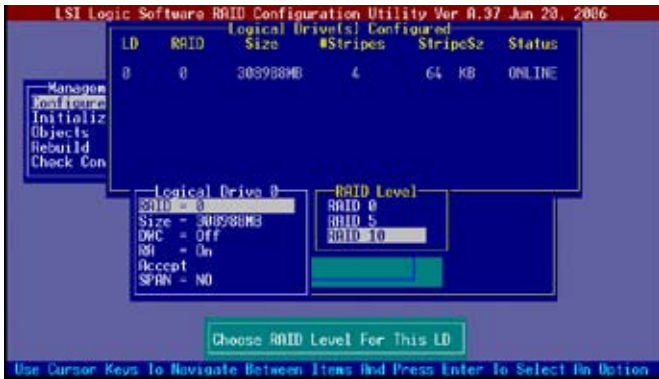 LSI Logic Software RAID Configuration Utility Ver A.37 Jun 20, 2006
Logical Drive(s) Configured
LD RAID Size #Stripes StripeSz Status
0 0 308988MB 4 64 KB ONLINE
Managem
Configure
Initializ
Objects
Rebuild
Check Con
Logical Drive 0
RAID = 0
Size = 308988MB
DWC = Off
RA = On
Accept
SPAN = NO
RAID Level
RAID 0
RAID 5
RAID 10
Choose RAID Level For This LD
Use Cursor Keys To Navigate Between Items And Press Enter To Select An Option